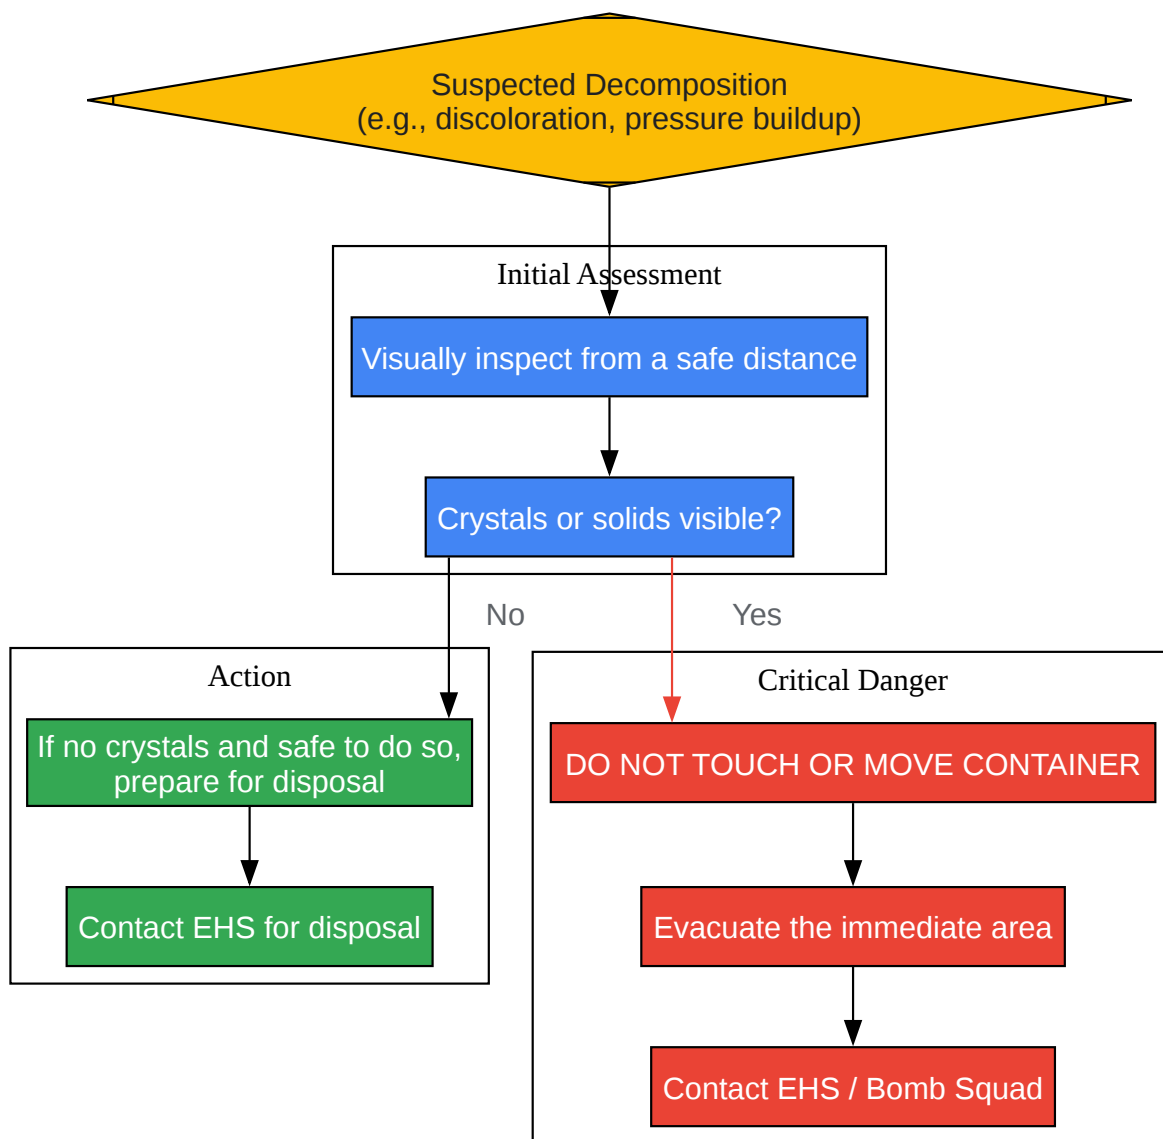 Suspected Decomposition
(e.g., discoloration, pressure buildup)
Initial Assessment
Visually inspect from a safe distance
Crystals or solids visible?
No
Yes
Action
If no crystals and safe to do so,
prepare for disposal
Contact EHS for disposal
Critical Danger
DO NOT TOUCH OR MOVE CONTAINER
Evacuate the immediate area
Contact EHS / Bomb Squad